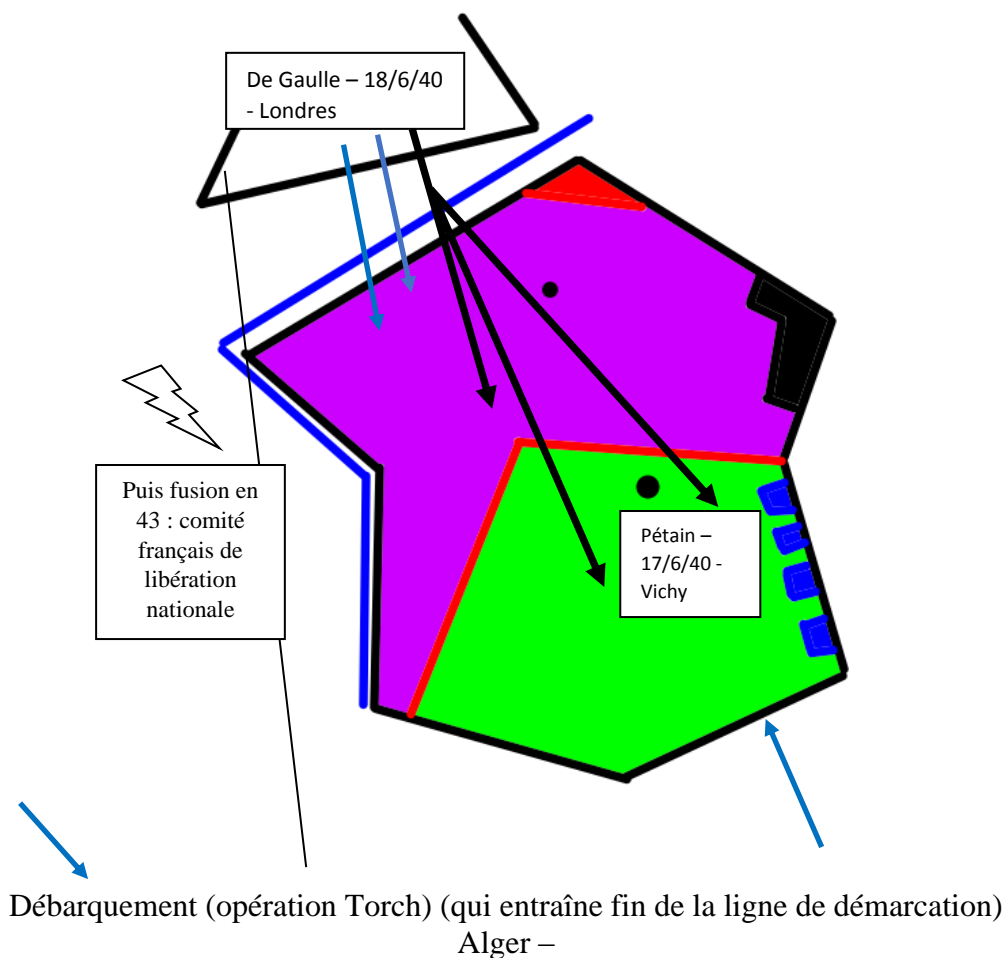 De Gaulle – 18/6/40
- Londres
Puis fusion en
43 : comité
français de
libération
nationale
Pétain –
17/6/40 -
Vichy
Débarquement (opération Torch) (qui entraîne fin de la ligne de démarcation)
Alger –